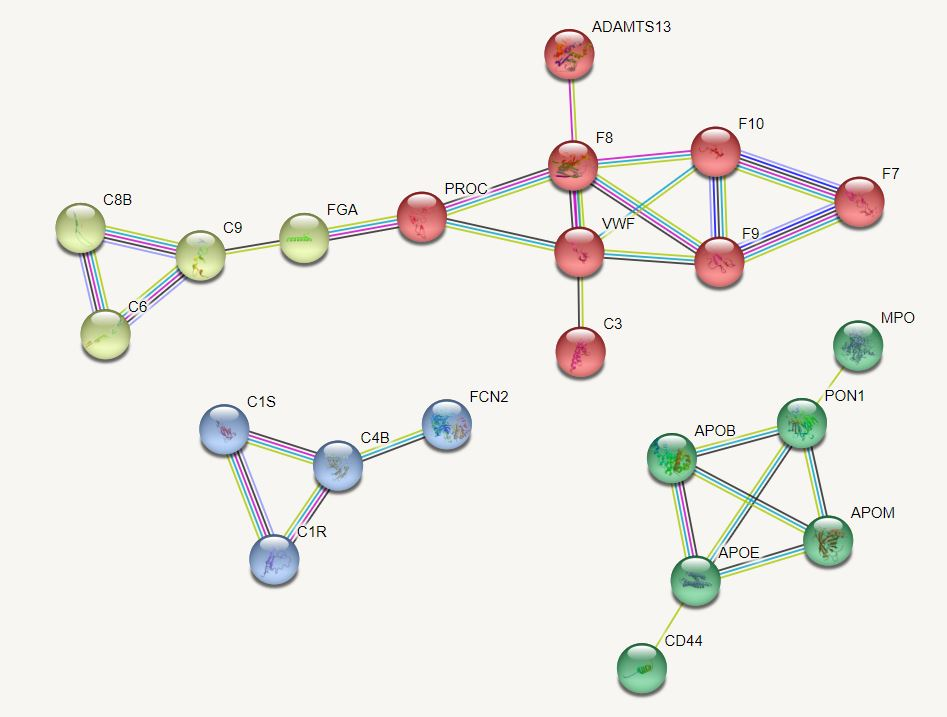 ADAMTS13
F8
F10
F7
PROC
C8B
FGA
C9
VWF
F9
C6
C3
MPO
C1S
FCN2
PON1
C4B
APOB
APOM
C1R
APOE
CD44